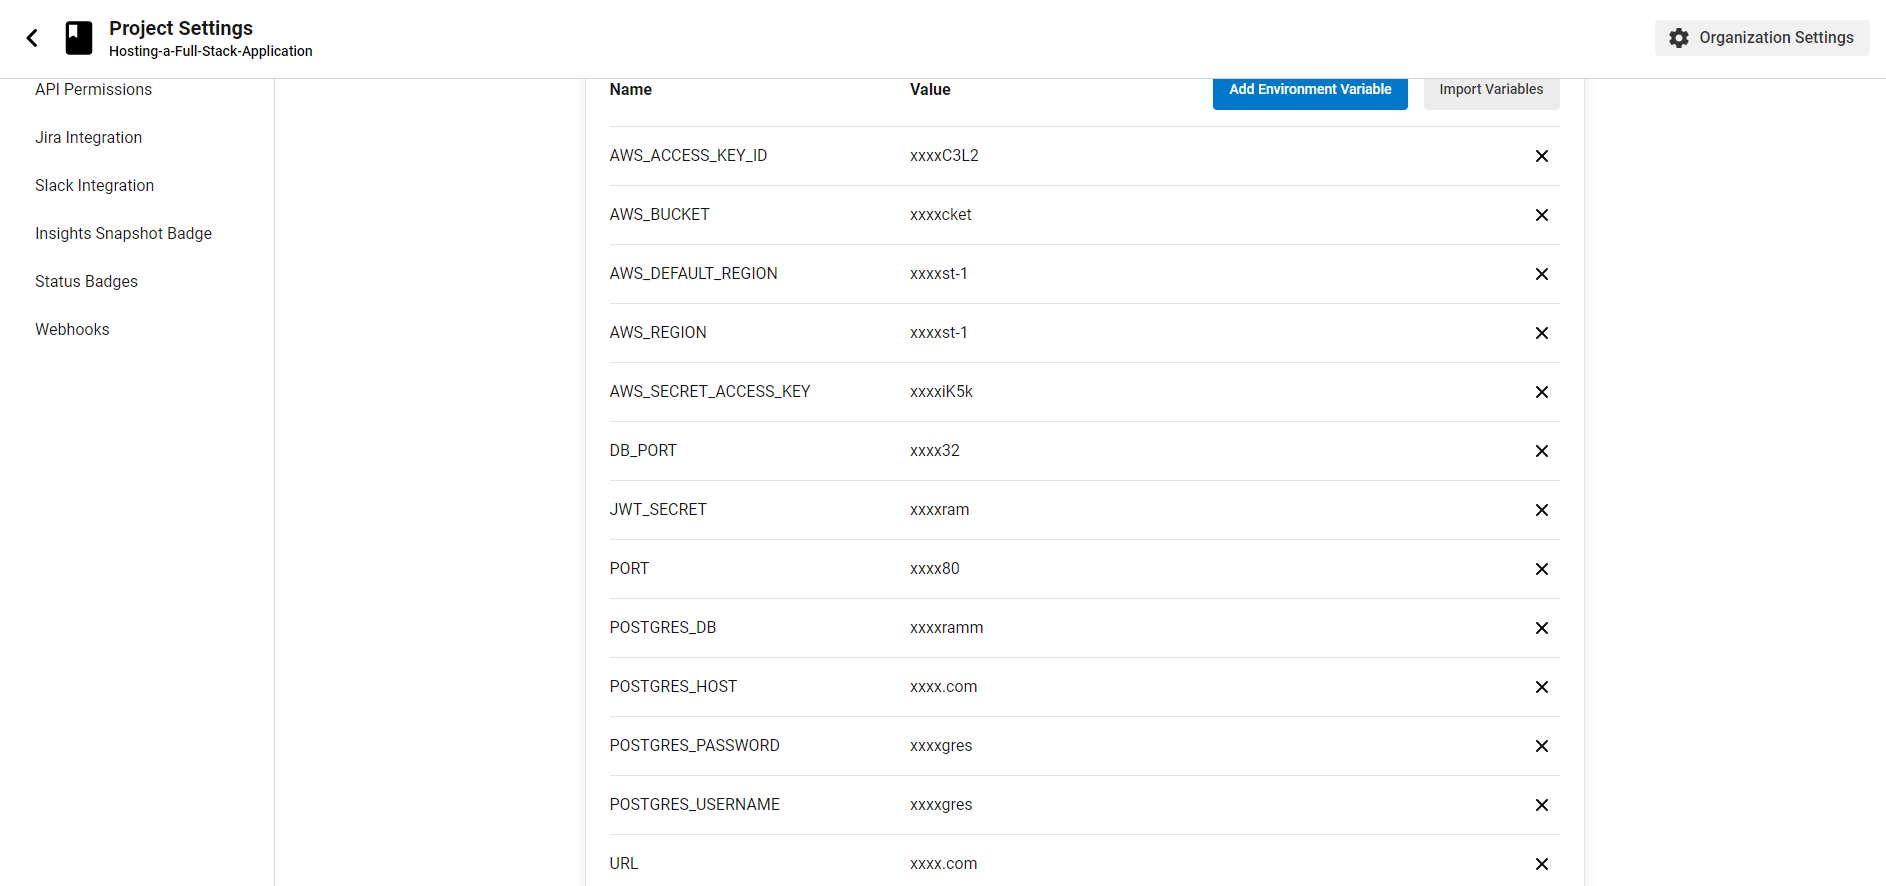 Project Settings
Hosting-a-Full-Stack-Application
Organization Settings
API Permissions
Jira Integration
Slack Integration
Insights Snapshot Badge
Status Badges
Webhooks
Name Value Add Environment Variable Import Variables
AWS_ACCESS_KEY_ID xxxxC3L2
AWS_BUCKET xxxxcket
AWS_DEFAULT_REGION xxxxst-1
AWS_REGION xxxxst-1
AWS_SECRET_ACCESS_KEY xxxxiK5k
DB_PORT xxxx32
JWT_SECRET xxxxram
PORT xxxx80
POSTGRES_DB xxxxramm
POSTGRES_HOST xxxx.com
POSTGRES_PASSWORD xxxxgres
POSTGRES_USERNAME xxxxgres
URL xxxx.com